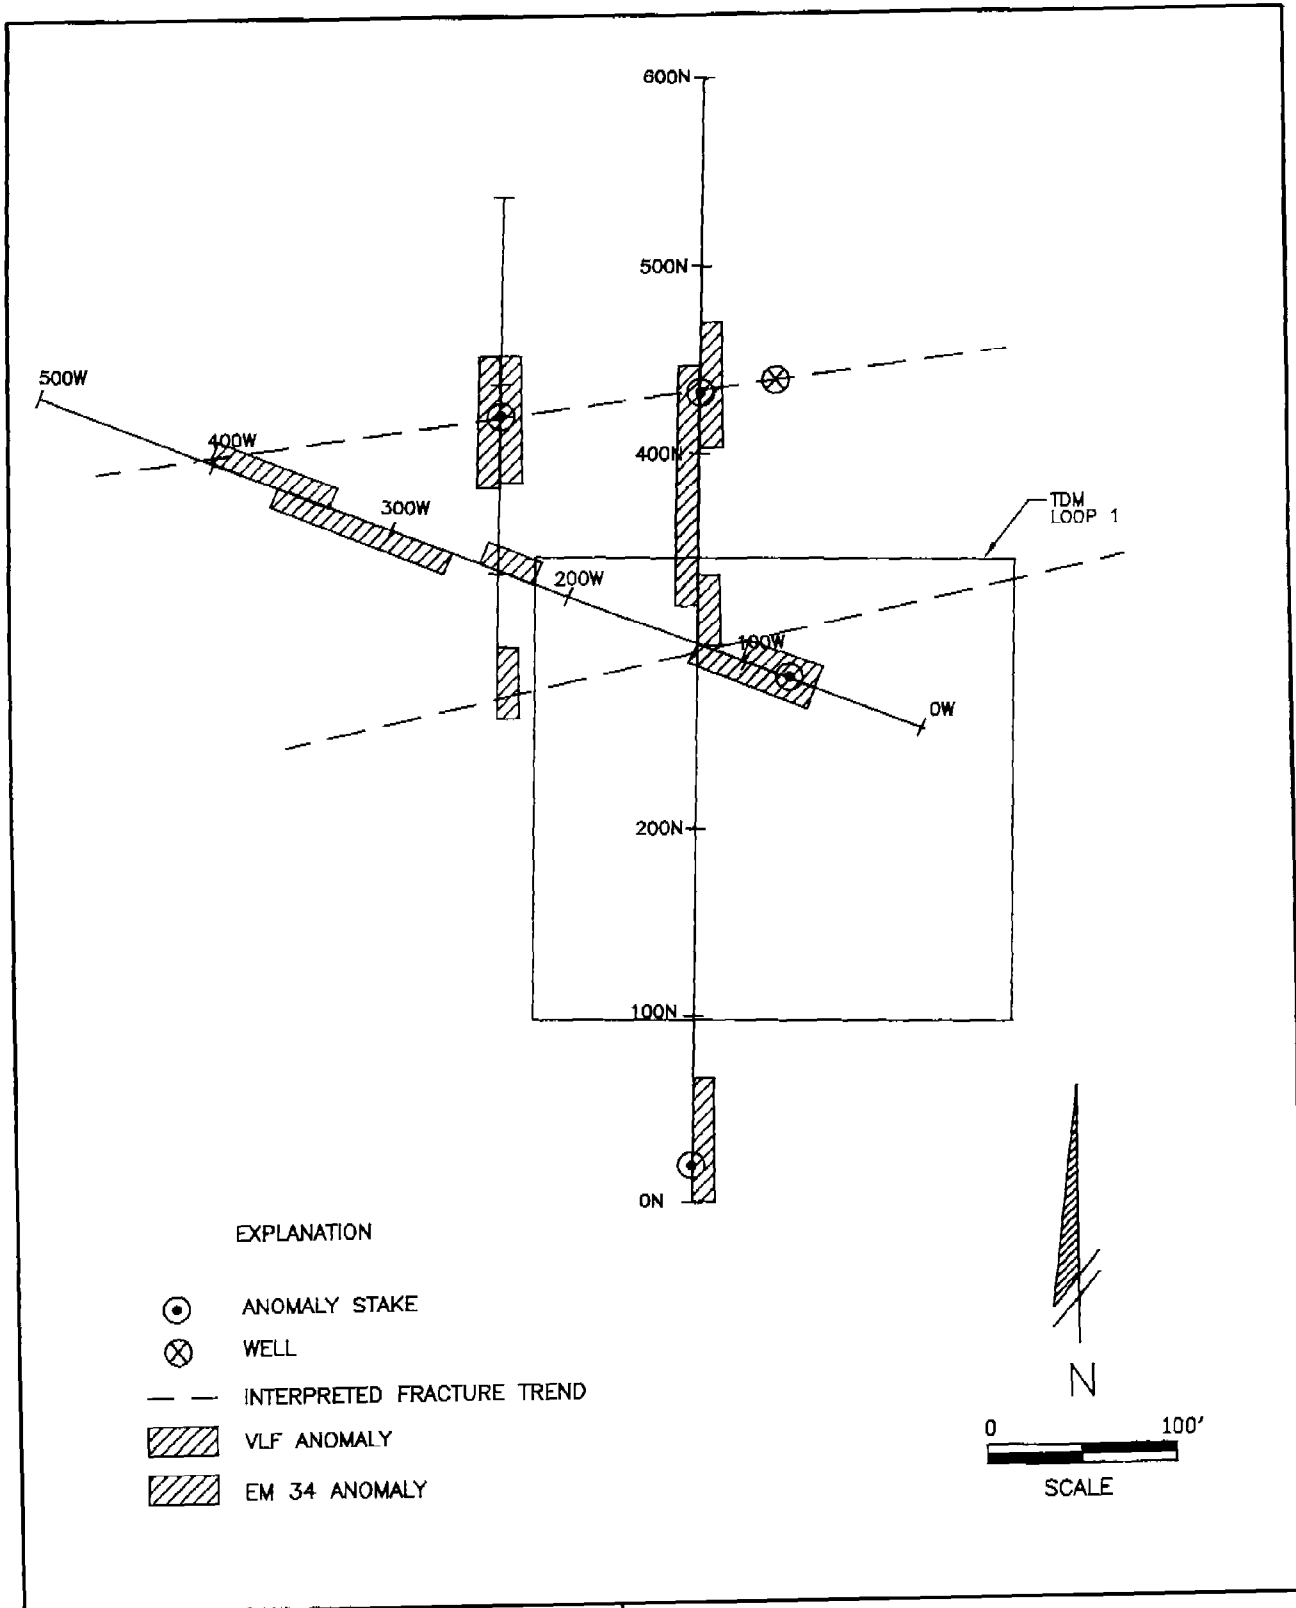 600N
500N
500W
400W
400N
300W
TDM
LOOP 1
200W
100W
0W
200N
100N
0N
EXPLANATION
ANOMALY STAKE
WELL
INTERPRETED FRACTURE TREND
VLF ANOMALY
EM 34 ANOMALY
N
0 100'
SCALE